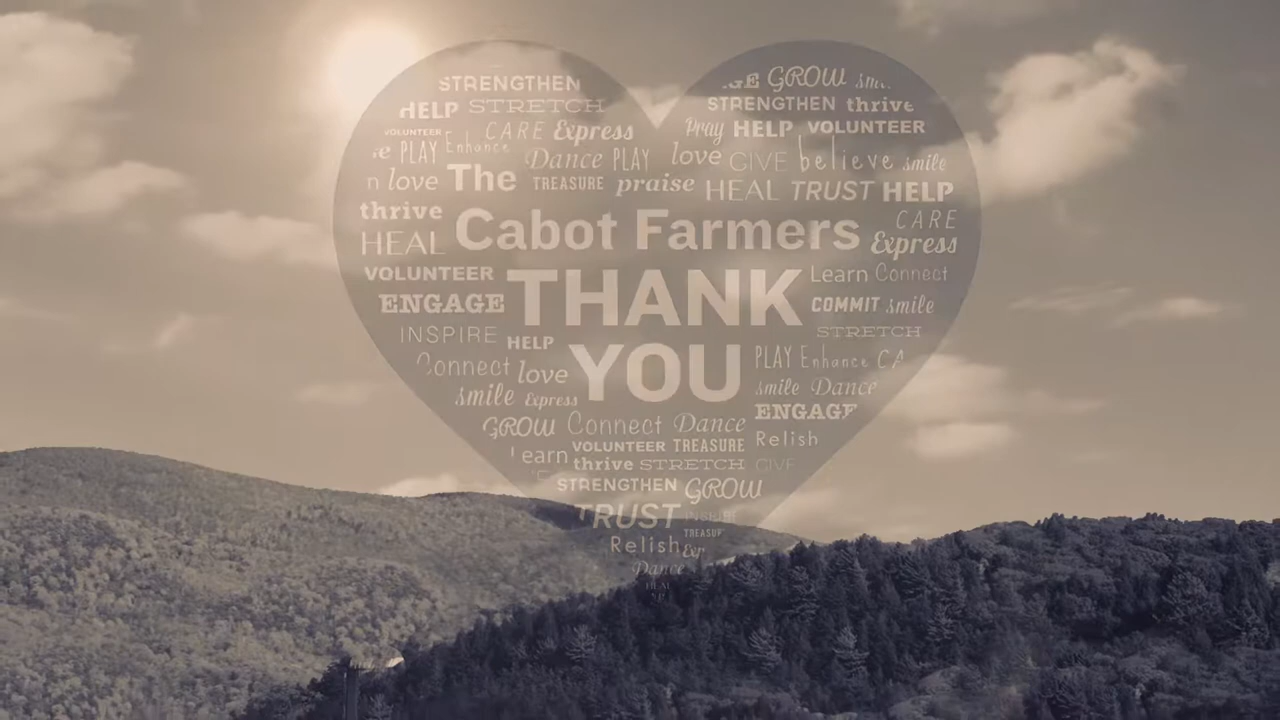 STRENGTHEN GROW
HELP STRETCH STRENGTHEN thrive
VOLUNTEER Enhance CARE Express Pray HELP VOLUNTEER
PLAY Dance PLAY love GIVE believe smile
love The TREASURE praise HEAL TRUST HELP
thrive Cabot Farmers CARE
HEAL Express
VOLUNTEER THANK Learn Connect
ENGAGE COMMIT smile
INSPIRE HELP STRETCH
Connect love YOU PLAY Enhance
smile Express smile Dance
ENGAGE
GROW Connect Dance
VOLUNTEER TREASURE Relish
Learn thrive STRETCH GIVE
STRENGTHEN GROW
TRUST INSPIRE
TREASUR
Relish
Dance
HEAL